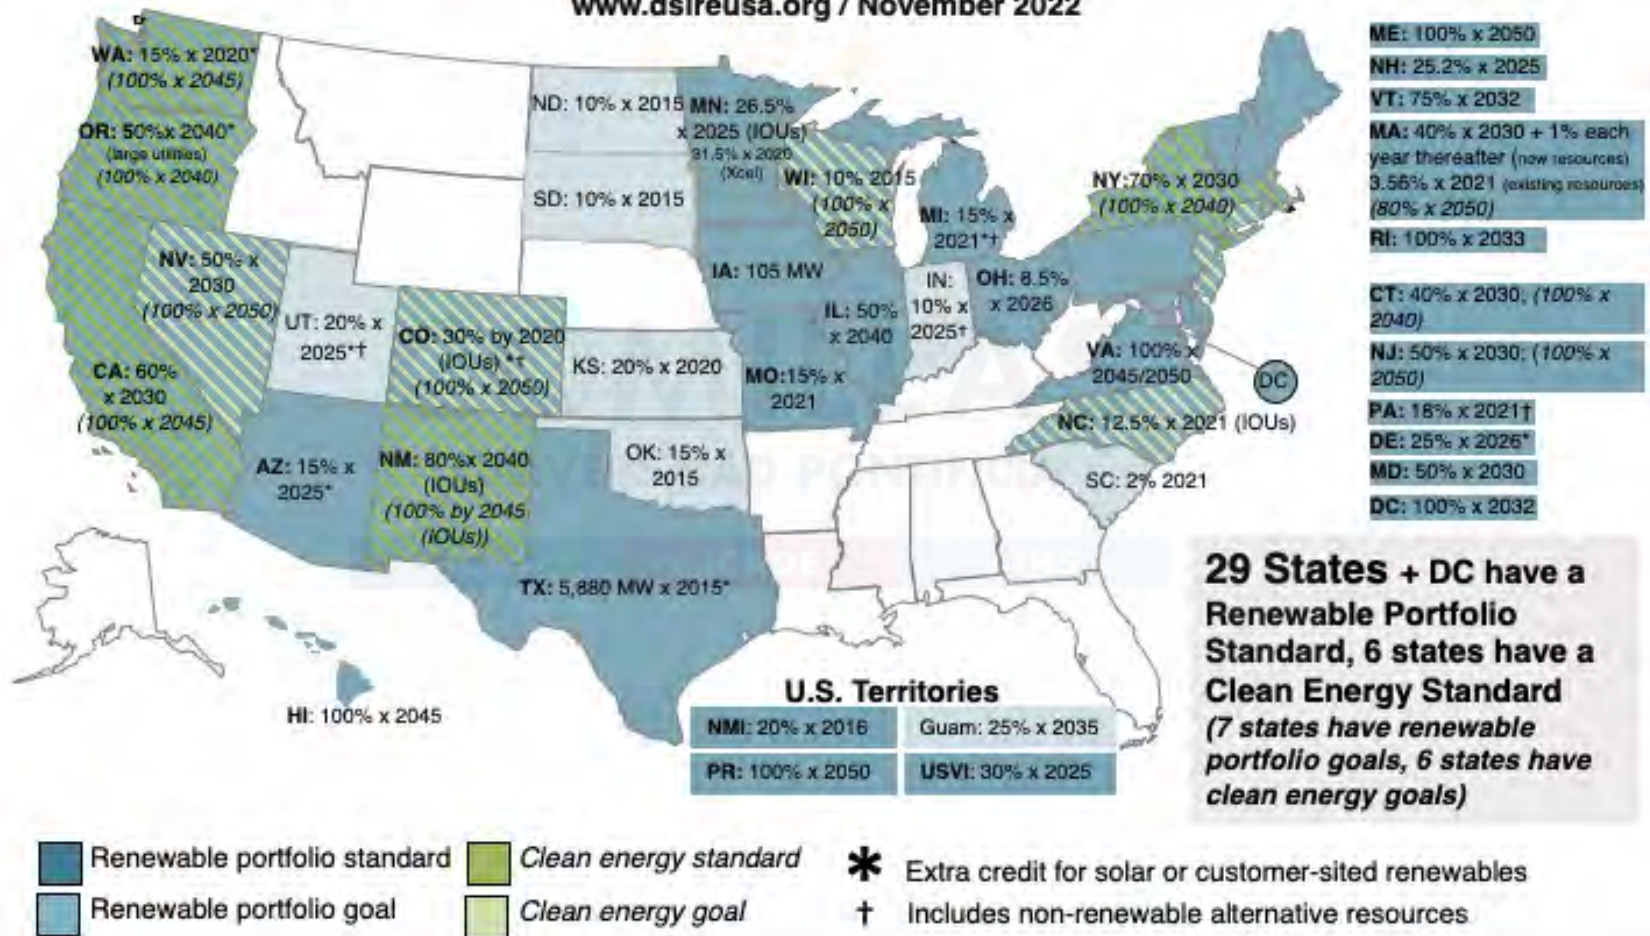 www.dsireusa.org / November 2022
WA: 15% x 2020*
(100% x 2045)
OR: 50%x 2040*
(large utilities)
(100% x 2040)
NV: 50% x
2030
(100% x 2050)
CA: 60%
x 2030
(100% x 2045)
UT: 20% x
2025*†
AZ: 15% x
2025*
CO: 30% by 2020
(IOUs) *†
(100% x 2050)
NM: 80%x 2040
(IOUs)
(100% by 2045
(IOUs))
ND: 10% x 2015
SD: 10% x 2015
KS: 20% x 2020
OK: 15% x
2015
TX: 5,880 MW x 2015*
MN: 26.5%
x 2025 (IOUs)
31.5% x 2020
(Xcel)
WI: 10% 2015
(100% x
2050)
IA: 105 MW
IL: 50%
x 2040
MO:15% x
2021
MI: 15% x
2021*†
IN:
10% x
2025†
OH: 8.5%
x 2026
NY:70% x 2030
(100% x 2040)
VA: 100% x
2045/2050
DC
NC: 12.5% x 2021 (IOUs)
SC: 2% 2021
HI: 100% x 2045
ME: 100% x 2050
NH: 25.2% x 2025
VT: 75% x 2032
MA: 40% x 2030 + 1% each
year thereafter (new resources)
3.56% x 2021 (existing resources)
(80% x 2050)
RI: 100% x 2033
CT: 40% x 2030; (100% x
2040)
NJ: 50% x 2030; (100% x
2050)
PA: 18% x 2021†
DE: 25% x 2026*
MD: 50% x 2030
DC: 100% x 2032
29 States + DC have a
Renewable Portfolio
Standard, 6 states have a
Clean Energy Standard
(7 states have renewable
portfolio goals, 6 states have
clean energy goals)
U.S. Territories
NMI: 20% x 2016
Guam: 25% x 2035
PR: 100% x 2050
USVI: 30% x 2025
Renewable portfolio standard
Clean energy standard
* Extra credit for solar or customer-sited renewables
Renewable portfolio goal
Clean energy goal
† Includes non-renewable alternative resources